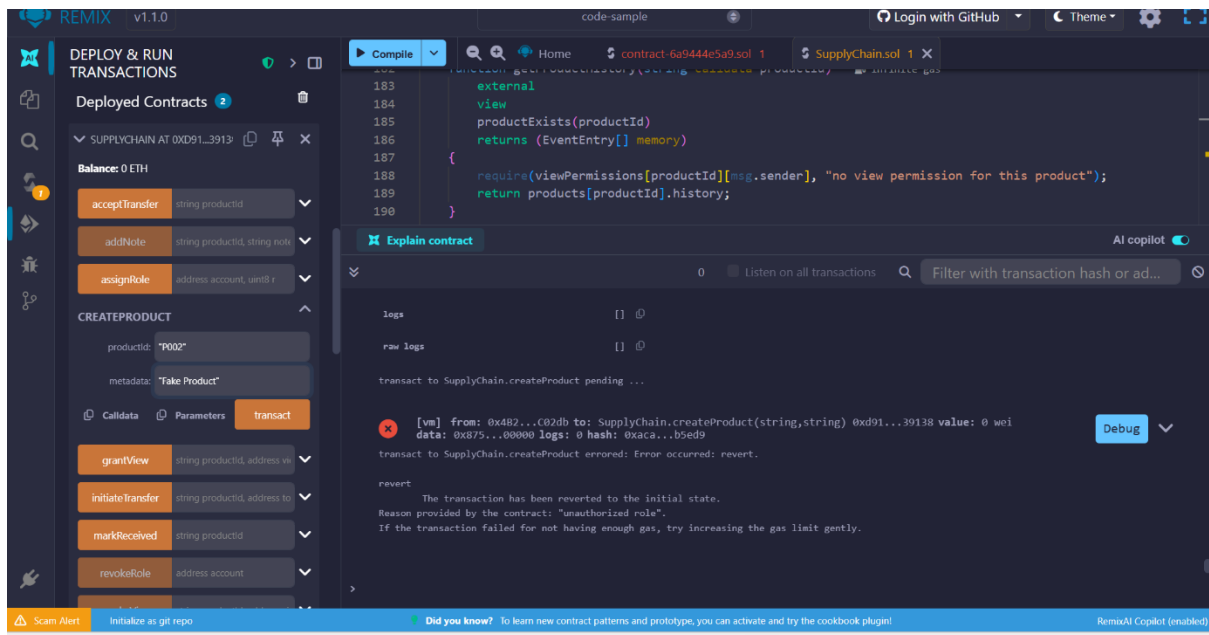 REMIX v1.1.0
code-sample
Login with GitHub
Theme
DEPLOY & RUN TRANSACTIONS
Deployed Contracts 2
SUPPLYCHAIN AT 0XD91...3913
Balance: 0 ETH
acceptTransfer string productId
addNote string productId, string note
assignRole address account, uint8 r
CREATEPRODUCT
productId: "P002"
metadata: "Fake Product"
Calldata Parameters transact
grantView string productId, address vi
initiateTransfer string productId, address to
markReceived string productId
revokeRole address account
1
Compile
Home
contract-6a9444e5a9.sol 1
SupplyChain.sol 1
182 function getProductHistory(string calldata productId) infinite gas
183 external
184 view
185 productExists(productId)
186 returns (EventEntry[] memory)
187 {
188 require(viewPermissions[productId][msg.sender], "no view permission for this product");
189 return products[productId].history;
190 }
Explain contract
AI copilot
0 Listen on all transactions
Filter with transaction hash or ad...
logs []
raw logs []
transact to SupplyChain.createProduct pending ...
[vm] from: 0x4B2...C02db to: SupplyChain.createProduct(string,string) 0xd91...39138 value: 0 wei
data: 0x875...00000 logs: 0 hash: 0xaca...b5ed9
Debug
transact to SupplyChain.createProduct errored: Error occurred: revert.
revert
The transaction has been reverted to the initial state.
Reason provided by the contract: "unauthorized role".
If the transaction failed for not having enough gas, try increasing the gas limit gently.
>
Scam Alert
Initialize as git repo
Did you know? To learn new contract patterns and prototype, you can activate and try the cookbook plugin!
RemixAI Copilot (enabled)